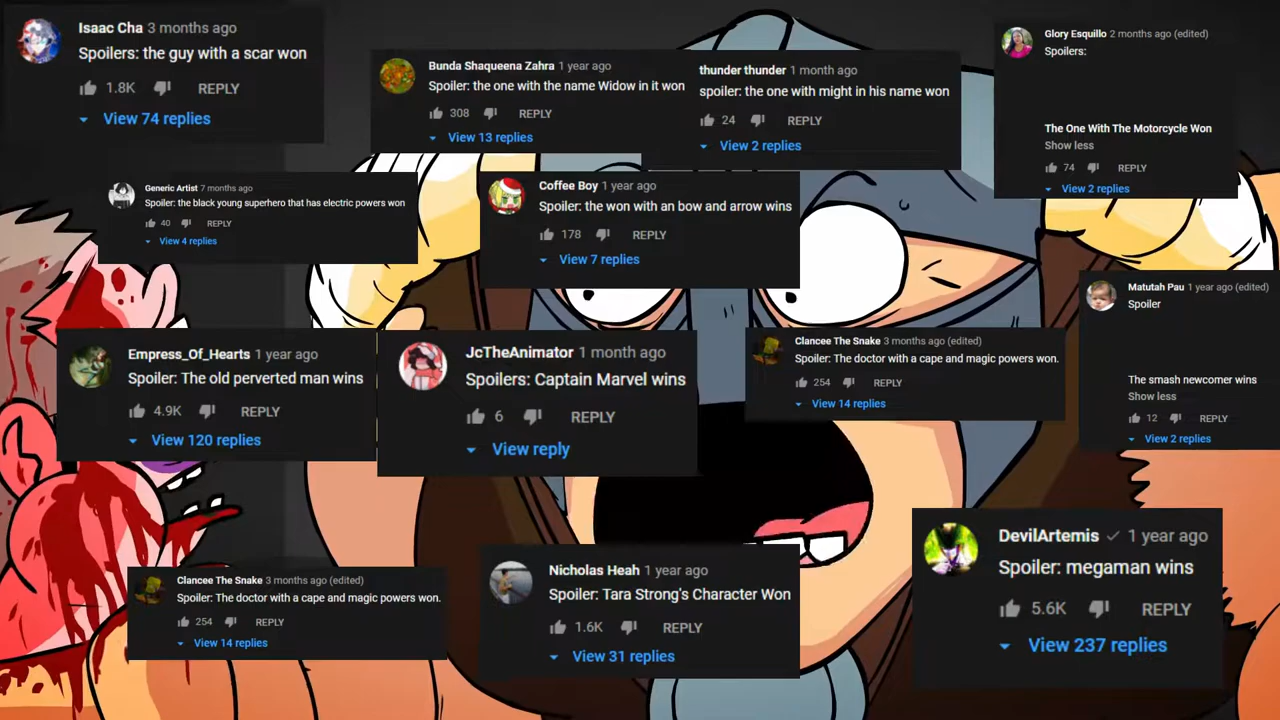 Isaac Cha 3 months ago
Spoilers: the guy with a scar won
1.8K REPLY
View 74 replies
Bunda Shaqueena Zahra 1 year ago
Spoiler: the one with the name Widow in it won
308 REPLY
View 13 replies
thunder thunder 1 month ago
spoiler: the one with might in his name won
24 REPLY
View 2 replies
Glory Esquillo 2 months ago (edited)
Spoilers:
The One With The Motorcycle Won
Show less
74 REPLY
View 2 replies
Generic Artist 7 months ago
Spoiler: the black young superhero that has electric powers won
40 REPLY
View 4 replies
Coffee Boy 1 year ago
Spoiler: the won with an bow and arrow wins
178 REPLY
View 7 replies
Empress_Of_Hearts 1 year ago
Spoiler: The old perverted man wins
4.9K REPLY
View 120 replies
JcTheAnimator 1 month ago
Spoilers: Captain Marvel wins
6 REPLY
View reply
Clancee The Snake 3 months ago (edited)
Spoiler: The doctor with a cape and magic powers won.
254 REPLY
View 14 replies
Matutah Pau 1 year ago (edited)
Spoiler
The smash newcomer wins
Show less
12 REPLY
View 2 replies
Clancee The Snake 3 months ago (edited)
Spoiler: The doctor with a cape and magic powers won.
254 REPLY
View 14 replies
Nicholas Heah 1 year ago
Spoiler: Tara Strong's Character Won
1.6K REPLY
View 31 replies
DevilArtemis 1 year ago
Spoiler: megaman wins
5.6K REPLY
View 237 replies